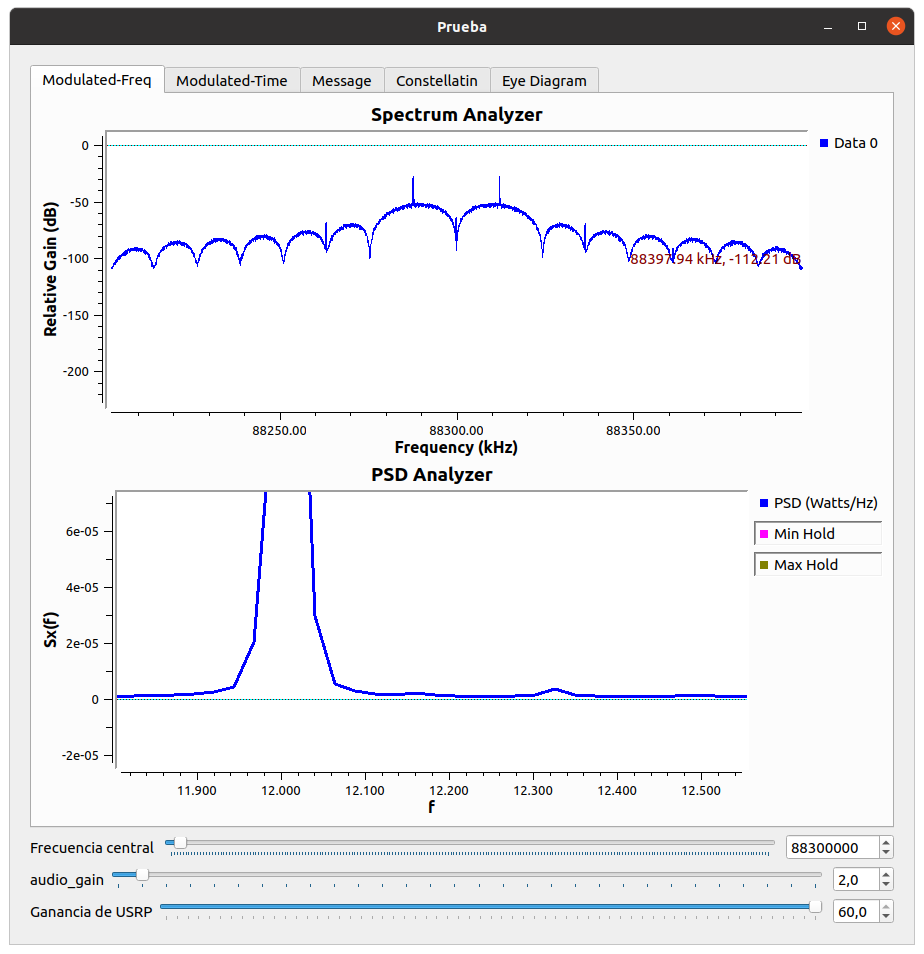 Prueba
Modulated-Freq Modulated-Time Message Constellatin Eye Diagram
Spectrum Analyzer
Data 0
0
-50
-100
-150
-200
Relative Gain (dB)
88397.94 kHz, -112.21 dB
88250.00 88300.00 88350.00
Frequency (kHz)
PSD Analyzer
PSD (Watts/Hz)
Min Hold
Max Hold
6e-05
4e-05
2e-05
0
-2e-05
Sx(f)
11.900 12.000 12.100 12.200 12.300 12.400 12.500
f
Frecuencia central 88300000
audio_gain 2,0
Ganancia de USRP 60,0